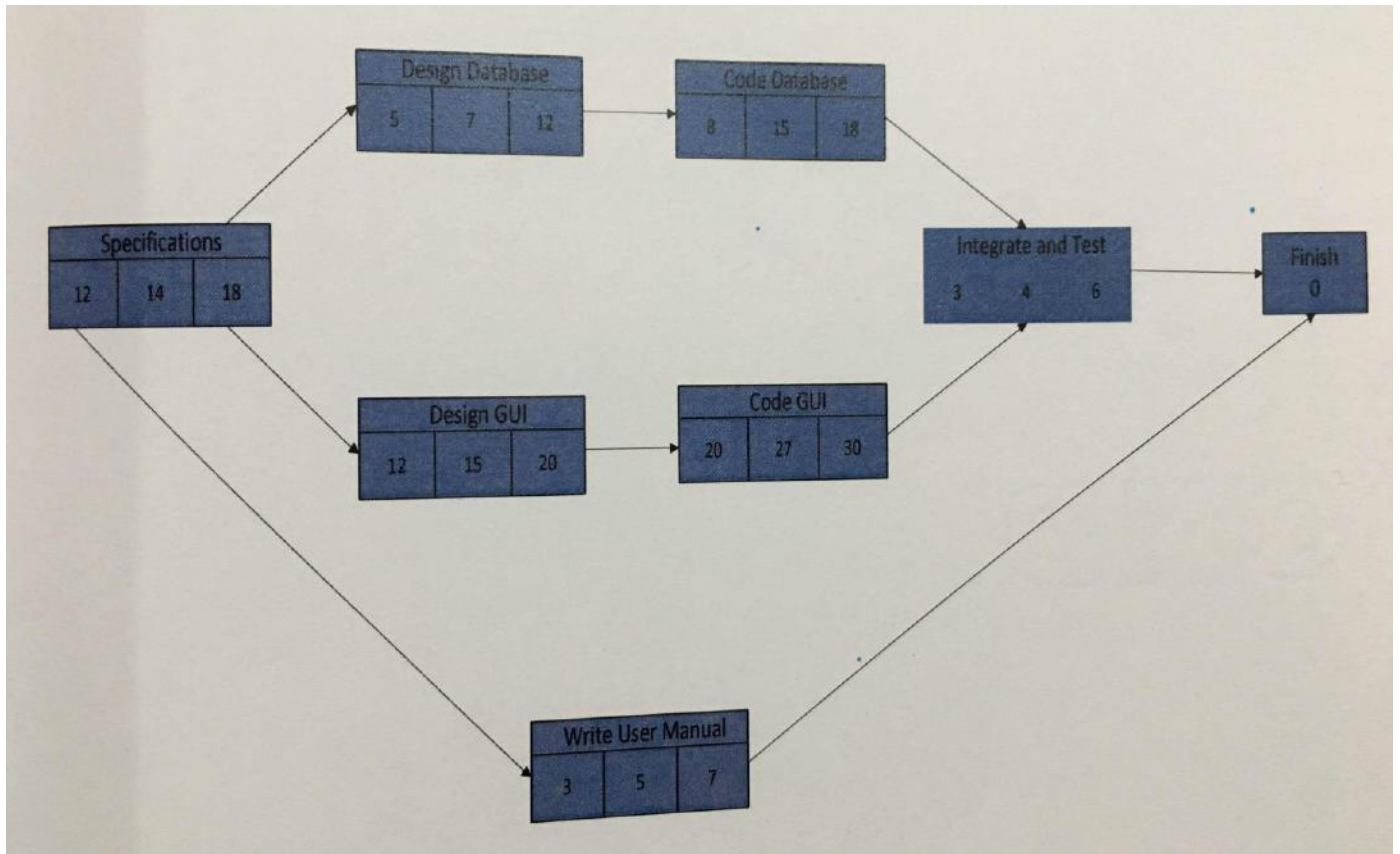 Design Database
5 7 12
Code Database
8 15 18
Specifications
12 14 18
Integrate and Test
3 4 6
Finish
0
Design GUI
12 15 20
Code GUI
20 27 30
Write User Manual
3 5 7